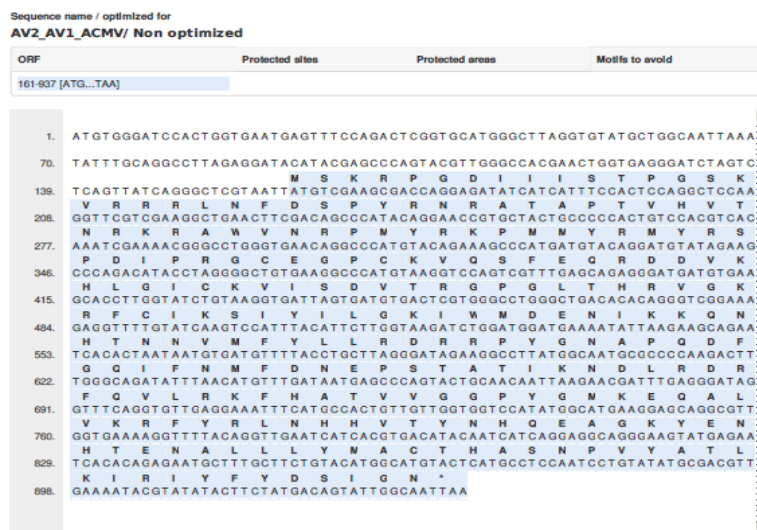 Sequence name / optimized for
AV2_AV1_ACMV/ Non optimized
ORF Protected sites Protected areas Motifs to avoid
161-937 [ATG...TAA]
1. ATGTGGGATCCACTGGTGAATGAGTTTCCAGACTCGGTGCATGGGCTTAGGTGTATGCTGGCAATTAAA
70. TATTTGCAGGCCTTAGAGGATACATACGAGCCCAGTACGTTGGGCCACGAACTGGTGAGGGATCTAGTC
M S K R P G D I I I S T P G S K
139. TCAGTTATCAGGGCTCGTAATTATGTCGAAGCGACCAGGAGATATCATCATTTCCACTCCAGGCTCCAA
V R R R L N F D S P Y R N R A T A P T V H V T
208. GGTTCGTCGAAGGCTGAACTTCGACAGCCCATACAGGAACCGTGCTACTGCCCCCACTGTCCACGTCAC
N R K R A W V N R P M Y R K P M M Y R M Y R S
277. AAATCGAAAACGGGCCTGGGTGAACAGGCCCATGTACAGAAAGCCCATGATGTACAGGATGTATAGAAG
P D I P R G C E G P C K V Q S F E Q R D D V K
346. CCCAGACATACCTAGGGGCTGTGAAGGCCCATGTAAGGTCCAGTCGTTTGAGCAGAGGGATGATGTGAA
H L G I C K V I S D V T R G P G L T H R V G K
415. GCACCTTGGTATCTGTAAGGTGATTAGTGATGTGACTCGTGGGCCTGGGCTGACACACAGGGTCGGAAA
R F C I K S I Y I L G K I W M D E N I K K Q N
484. GAGGTTTTGTATCAAGTCCATTTACATTCTTGGTAAGATCTGGATGGATGAAAATATTAAGAAGCAGAA
H T N N V M F Y L L R D R R P Y G N A P Q D F
553. TCACACTAATAATGTGATGTTTTACCTGCTTAGGGATAGAAGGCCTTATGGCAATGCGCCCCAAGACTT
G Q I F N M F D N E P S T A T I K N D L R D R
622. TGGGCAGATATTTAACATGTTTGATAATGAGCCCAGTACTGCAACAATTAAGAACGATTTGAGGGATAG
F Q V L R K F H A T V V G G P Y G M K E Q A L
691. GTTTCAGGTGTTGAGGAAATTTCATGCCACTGTTGTTGGTGGTCCATATGGCATGAAGGAGCAGGCGTT
V K R F Y R L N H H V T Y N H Q E A G K Y E N
760. GGTGAAAAGGTTTTACAGGTTGAATCATCACGTGACATACAATCATCAGGAGGCAGGGAAGTATGAGAA
H T E N A L L L Y M A C T H A S N P V Y A T L
829. TCACACAGAGAATGCTTTGCTTCTGTACATGGCATGTACTCATGCCTCCAATCCTGTATATGCGACGTT
K I R I Y F Y D S I G N *
898. GAAAATACGTATATACTTCTATGACAGTATTGGCAATTAA